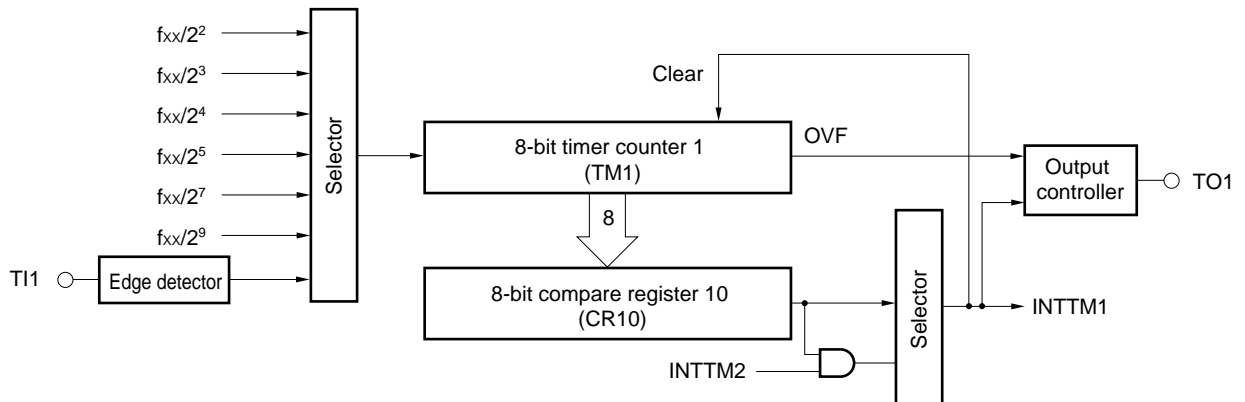 fxx/2²
fxx/2³
fxx/2⁴
fxx/2⁵
fxx/2⁷
fxx/2⁹
TI1
Edge detector
Selector
Clear
8-bit timer counter 1
(TM1)
OVF
8
8-bit compare register 10
(CR10)
INTTM2
Selector
Output
controller
TO1
INTTM1